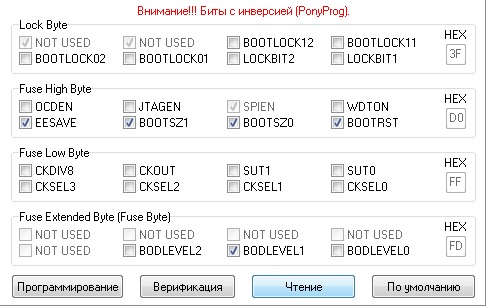 Внимание!!! Биты с инверсией (PonyProg).
Lock Byte
HEX
NOT USED NOT USED BOOTLOCK12 BOOTLOCK11
BOOTLOCK02 BOOTLOCK01 LOCKBIT2 LOCKBIT1 3F
Fuse High Byte
HEX
OCDEN JTAGEN SPIEN WDTON
EESAVE BOOTSZ1 BOOTSZ0 BOOTRST D0
Fuse Low Byte
HEX
CKDIV8 CKOUT SUT1 SUT0
CKSEL3 CKSEL2 CKSEL1 CKSEL0 FF
Fuse Extended Byte (Fuse Byte)
HEX
NOT USED NOT USED NOT USED NOT USED
NOT USED BODLEVEL2 BODLEVEL1 BODLEVEL0 FD
Программирование Верификация Чтение По умолчанию